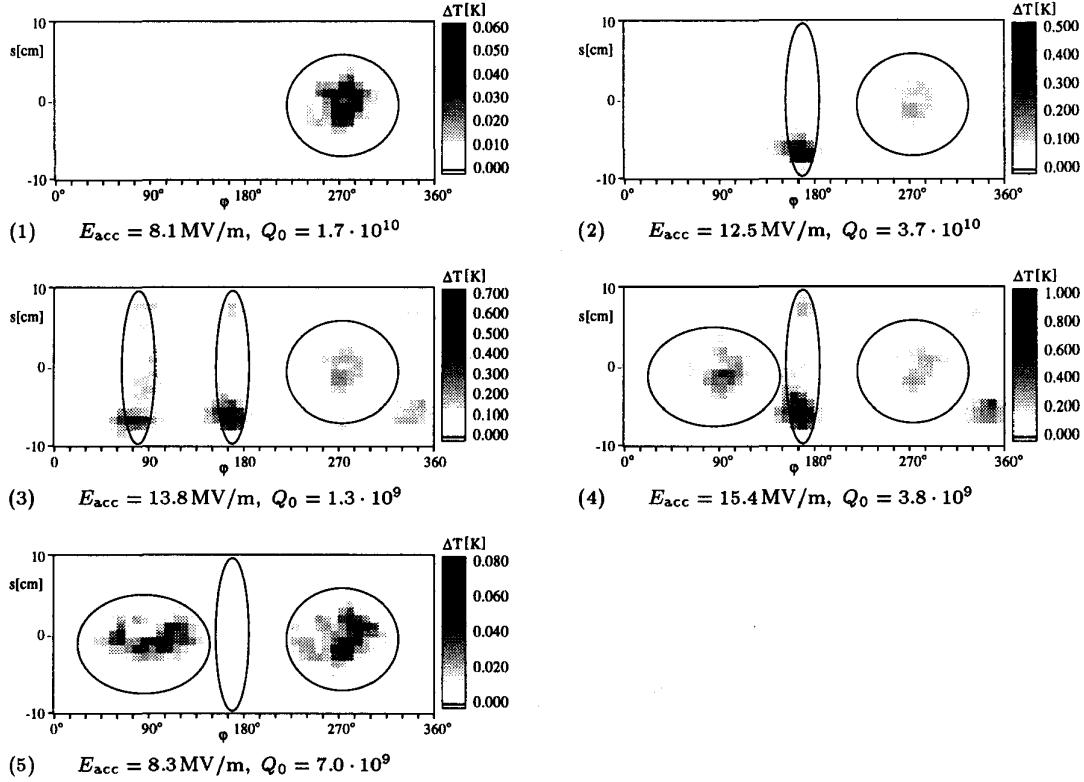 ΔT[K]
10
s[cm]
0
-10
0° 90° φ 180° 270° 360°
0.060
0.050
0.040
0.030
0.020
0.010
0.000
(1) E_acc = 8.1 MV/m, Q_0 = 1.7 · 10^10
ΔT[K]
10
s[cm]
0
-10
0° 90° φ 180° 270° 360°
0.500
0.400
0.300
0.200
0.100
0.000
(2) E_acc = 12.5 MV/m, Q_0 = 3.7 · 10^10
ΔT[K]
10
s[cm]
0
-10
0° 90° φ 180° 270° 360°
0.700
0.600
0.500
0.400
0.300
0.200
0.100
0.000
(3) E_acc = 13.8 MV/m, Q_0 = 1.3 · 10^9
ΔT[K]
10
s[cm]
0
-10
0° 90° φ 180° 270° 360°
1.000
0.800
0.600
0.400
0.200
0.000
(4) E_acc = 15.4 MV/m, Q_0 = 3.8 · 10^9
ΔT[K]
10
s[cm]
0
-10
0° 90° φ 180° 270° 360°
0.080
0.060
0.040
0.020
0.000
(5) E_acc = 8.3 MV/m, Q_0 = 7.0 · 10^9